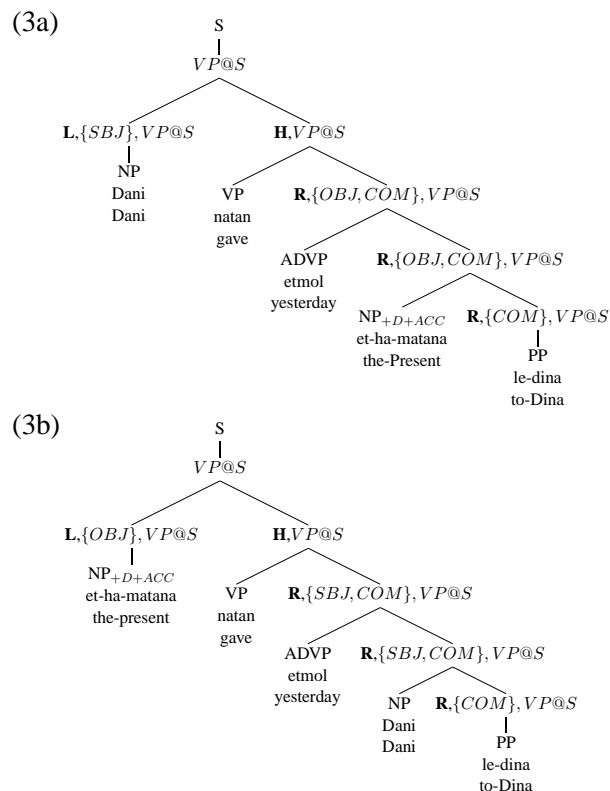 (3a)
S
VP@S
L,{SBJ},VP@S H,VP@S
NP VP R,{OBJ,COM},VP@S
Dani natan
Dani gave
ADVP R,{OBJ,COM},VP@S
etmol
yesterday
NP+D+ACC R,{COM},VP@S
et-ha-matana PP
the-Present le-dina
to-Dina
(3b)
S
VP@S
L,{OBJ},VP@S H,VP@S
NP+D+ACC VP R,{SBJ,COM},VP@S
et-ha-matana natan
the-present gave
ADVP R,{SBJ,COM},VP@S
etmol
yesterday
NP R,{COM},VP@S
Dani PP
Dani le-dina
to-Dina